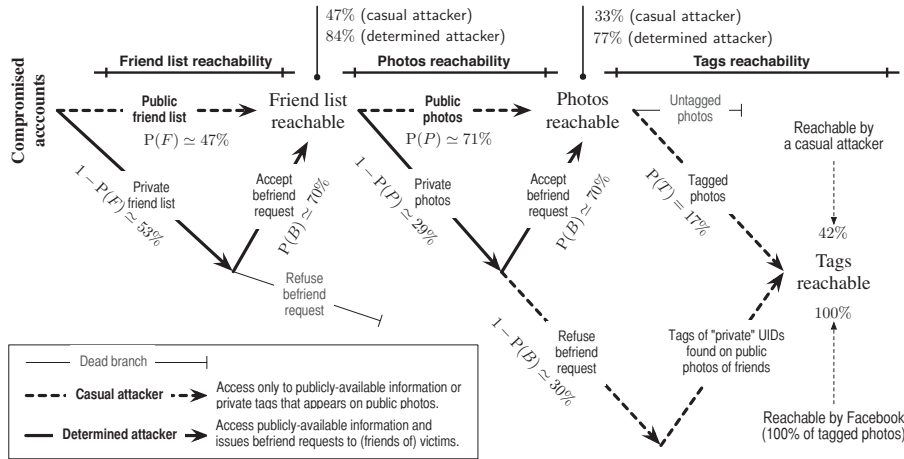 47% (casual attacker)
84% (determined attacker)
33% (casual attacker)
77% (determined attacker)
Friend list reachability
Photos reachability
Tags reachability
Compromised
acccounts
Public
friend list
P(F) ≃ 47%
Friend list
reachable
Public
photos
P(P) ≃ 71%
Photos
reachable
Untagged
photos
Reachable by
a casual attacker
1 − P(F) ≃ 53%
Private
friend list
Accept
befriend
request
P(B) ≃ 70%
1 − P(P) ≃ 29%
Private
photos
Accept
befriend
request
P(B) ≃ 70%
P(T) = 17%
Tagged
photos
42%
Tags
reachable
100%
Refuse
befriend
request
1 − P(B) ≃ 30%
Refuse
befriend
request
Tags of "private" UIDs
found on public
photos of friends
Reachable by Facebook
(100% of tagged photos)
Dead branch
Casual attacker
Access only to publicly-available information or
private tags that appears on public photos.
Determined attacker
Access publicly-available information and
issues befriend requests to (friends of) victims.